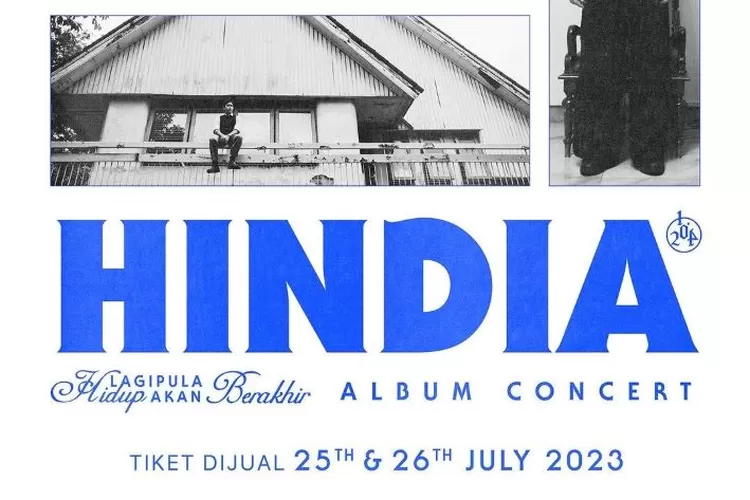 HINDIA
LAGIPULA
Hidup AKAN Berakhir
ALBUM CONCERT
TIKET DIJUAL 25TH & 26TH JULY 2023